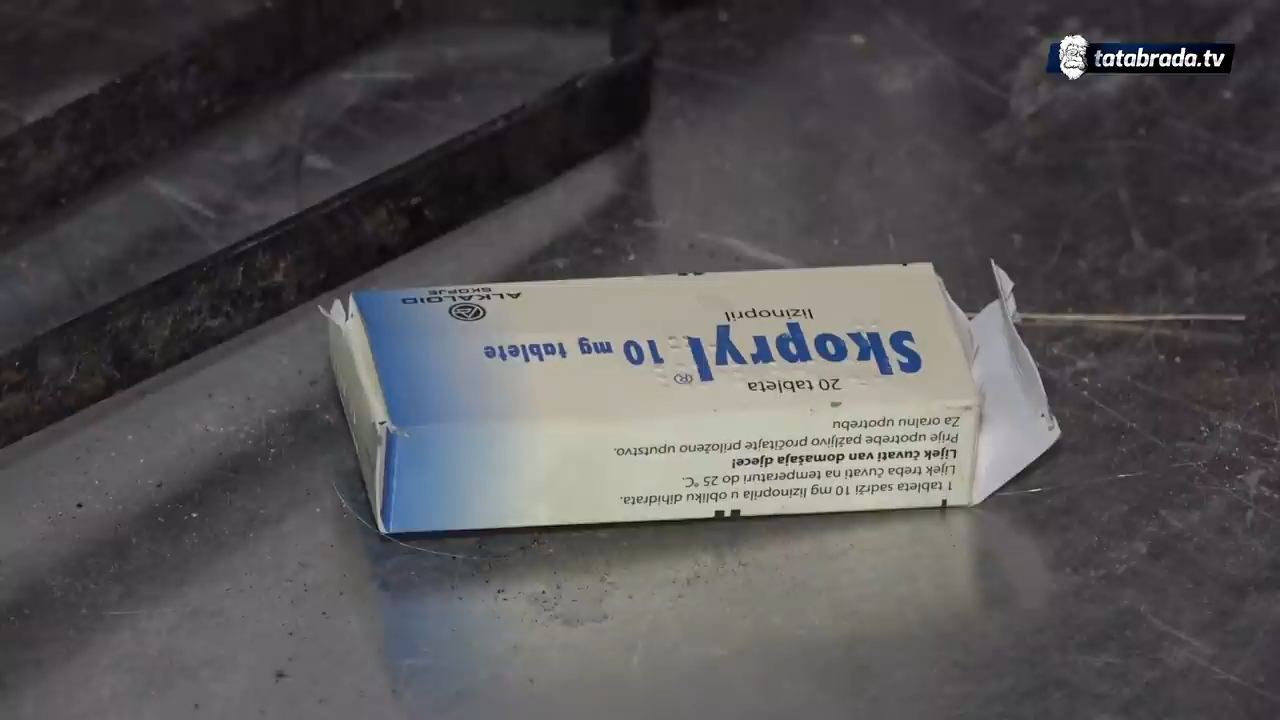 tatabrada.tv
20 tableta
Skopryl® 10 mg tablete
lizinopril
ALKALOID
SKOPJE
1 tableta sadrži 10 mg lizinoprila u obliku dihidrata.
Lijek treba čuvati na temperaturi do 25 °C.
Lijek čuvati van domašaja djece!
Prije upotrebe pažljivo pročitajte priloženo uputstvo.
Za oralnu upotrebu